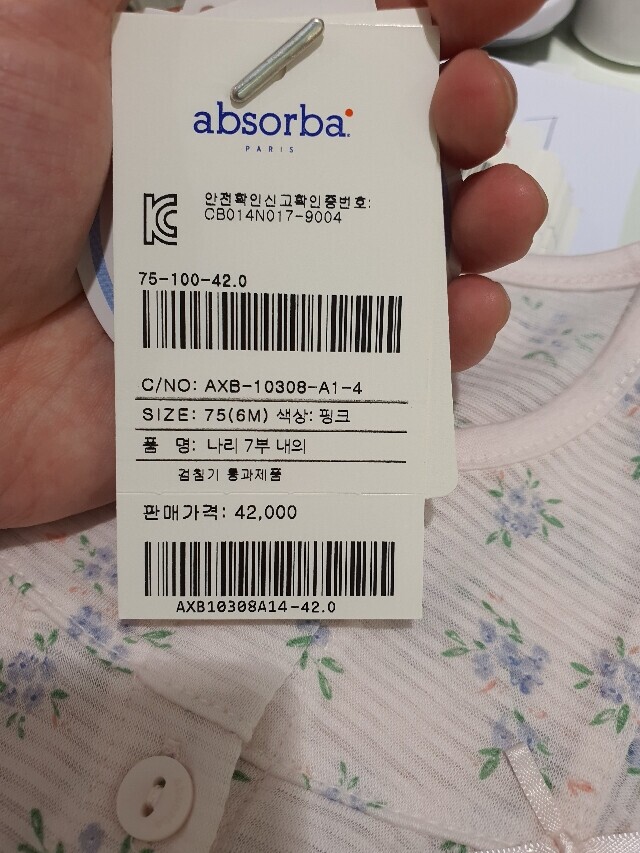 absorba
PARIS
안전확인신고확인증번호:
CB014N017-9004
75-100-42.0
C/NO: AXB-10308-A1-4
SIZE: 75(6M) 색상: 핑크
품 명: 나리 7부 내의
검침기 통과제품
판매가격: 42,000
AXB10308A14-42.0